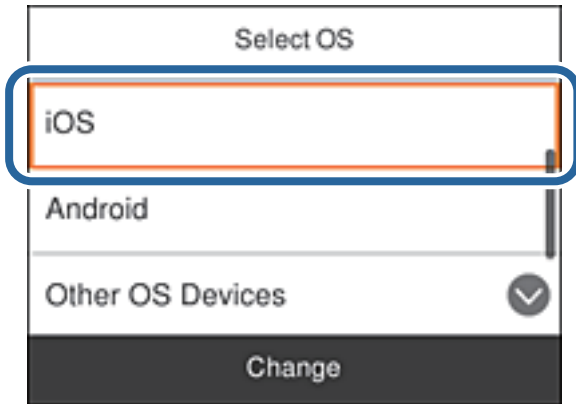 Select OS
iOS
Android
Other OS Devices
Change